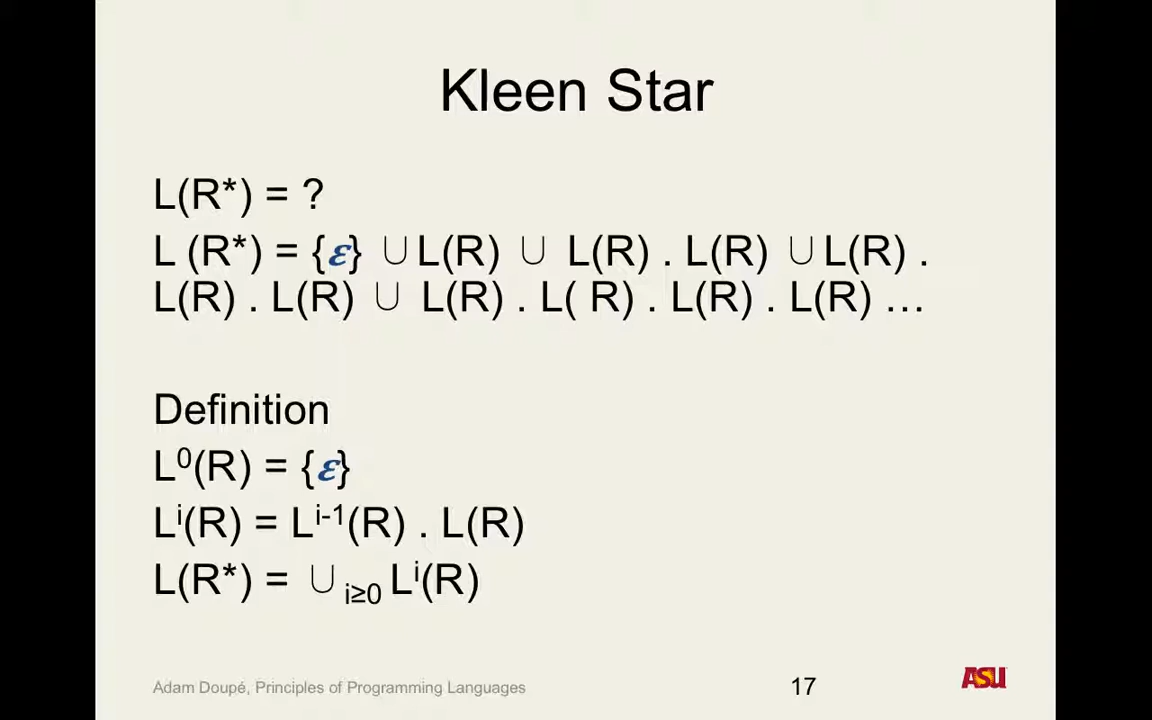 Kleen Star
L(R*) = ?
L (R*) = {ε} ∪ L(R) ∪ L(R) . L(R) ∪ L(R) .
L(R) . L(R) ∪ L(R) . L( R) . L(R) . L(R) …
Definition
L⁰(R) = {ε}
Lⁱ(R) = Lⁱ⁻¹(R) . L(R)
L(R*) = ∪ i≥0 Lⁱ(R)
Adam Doupé, Principles of Programming Languages
17
ASU